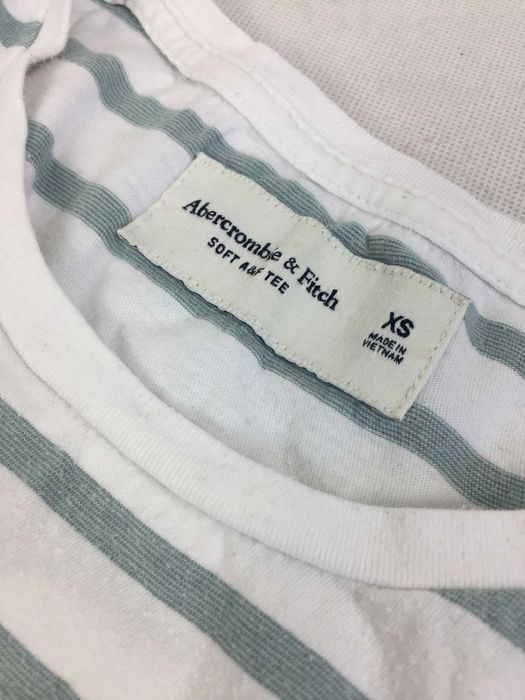 Abercrombie & Fitch
SOFT A&F TEE
XS
MADE IN
VIETNAM